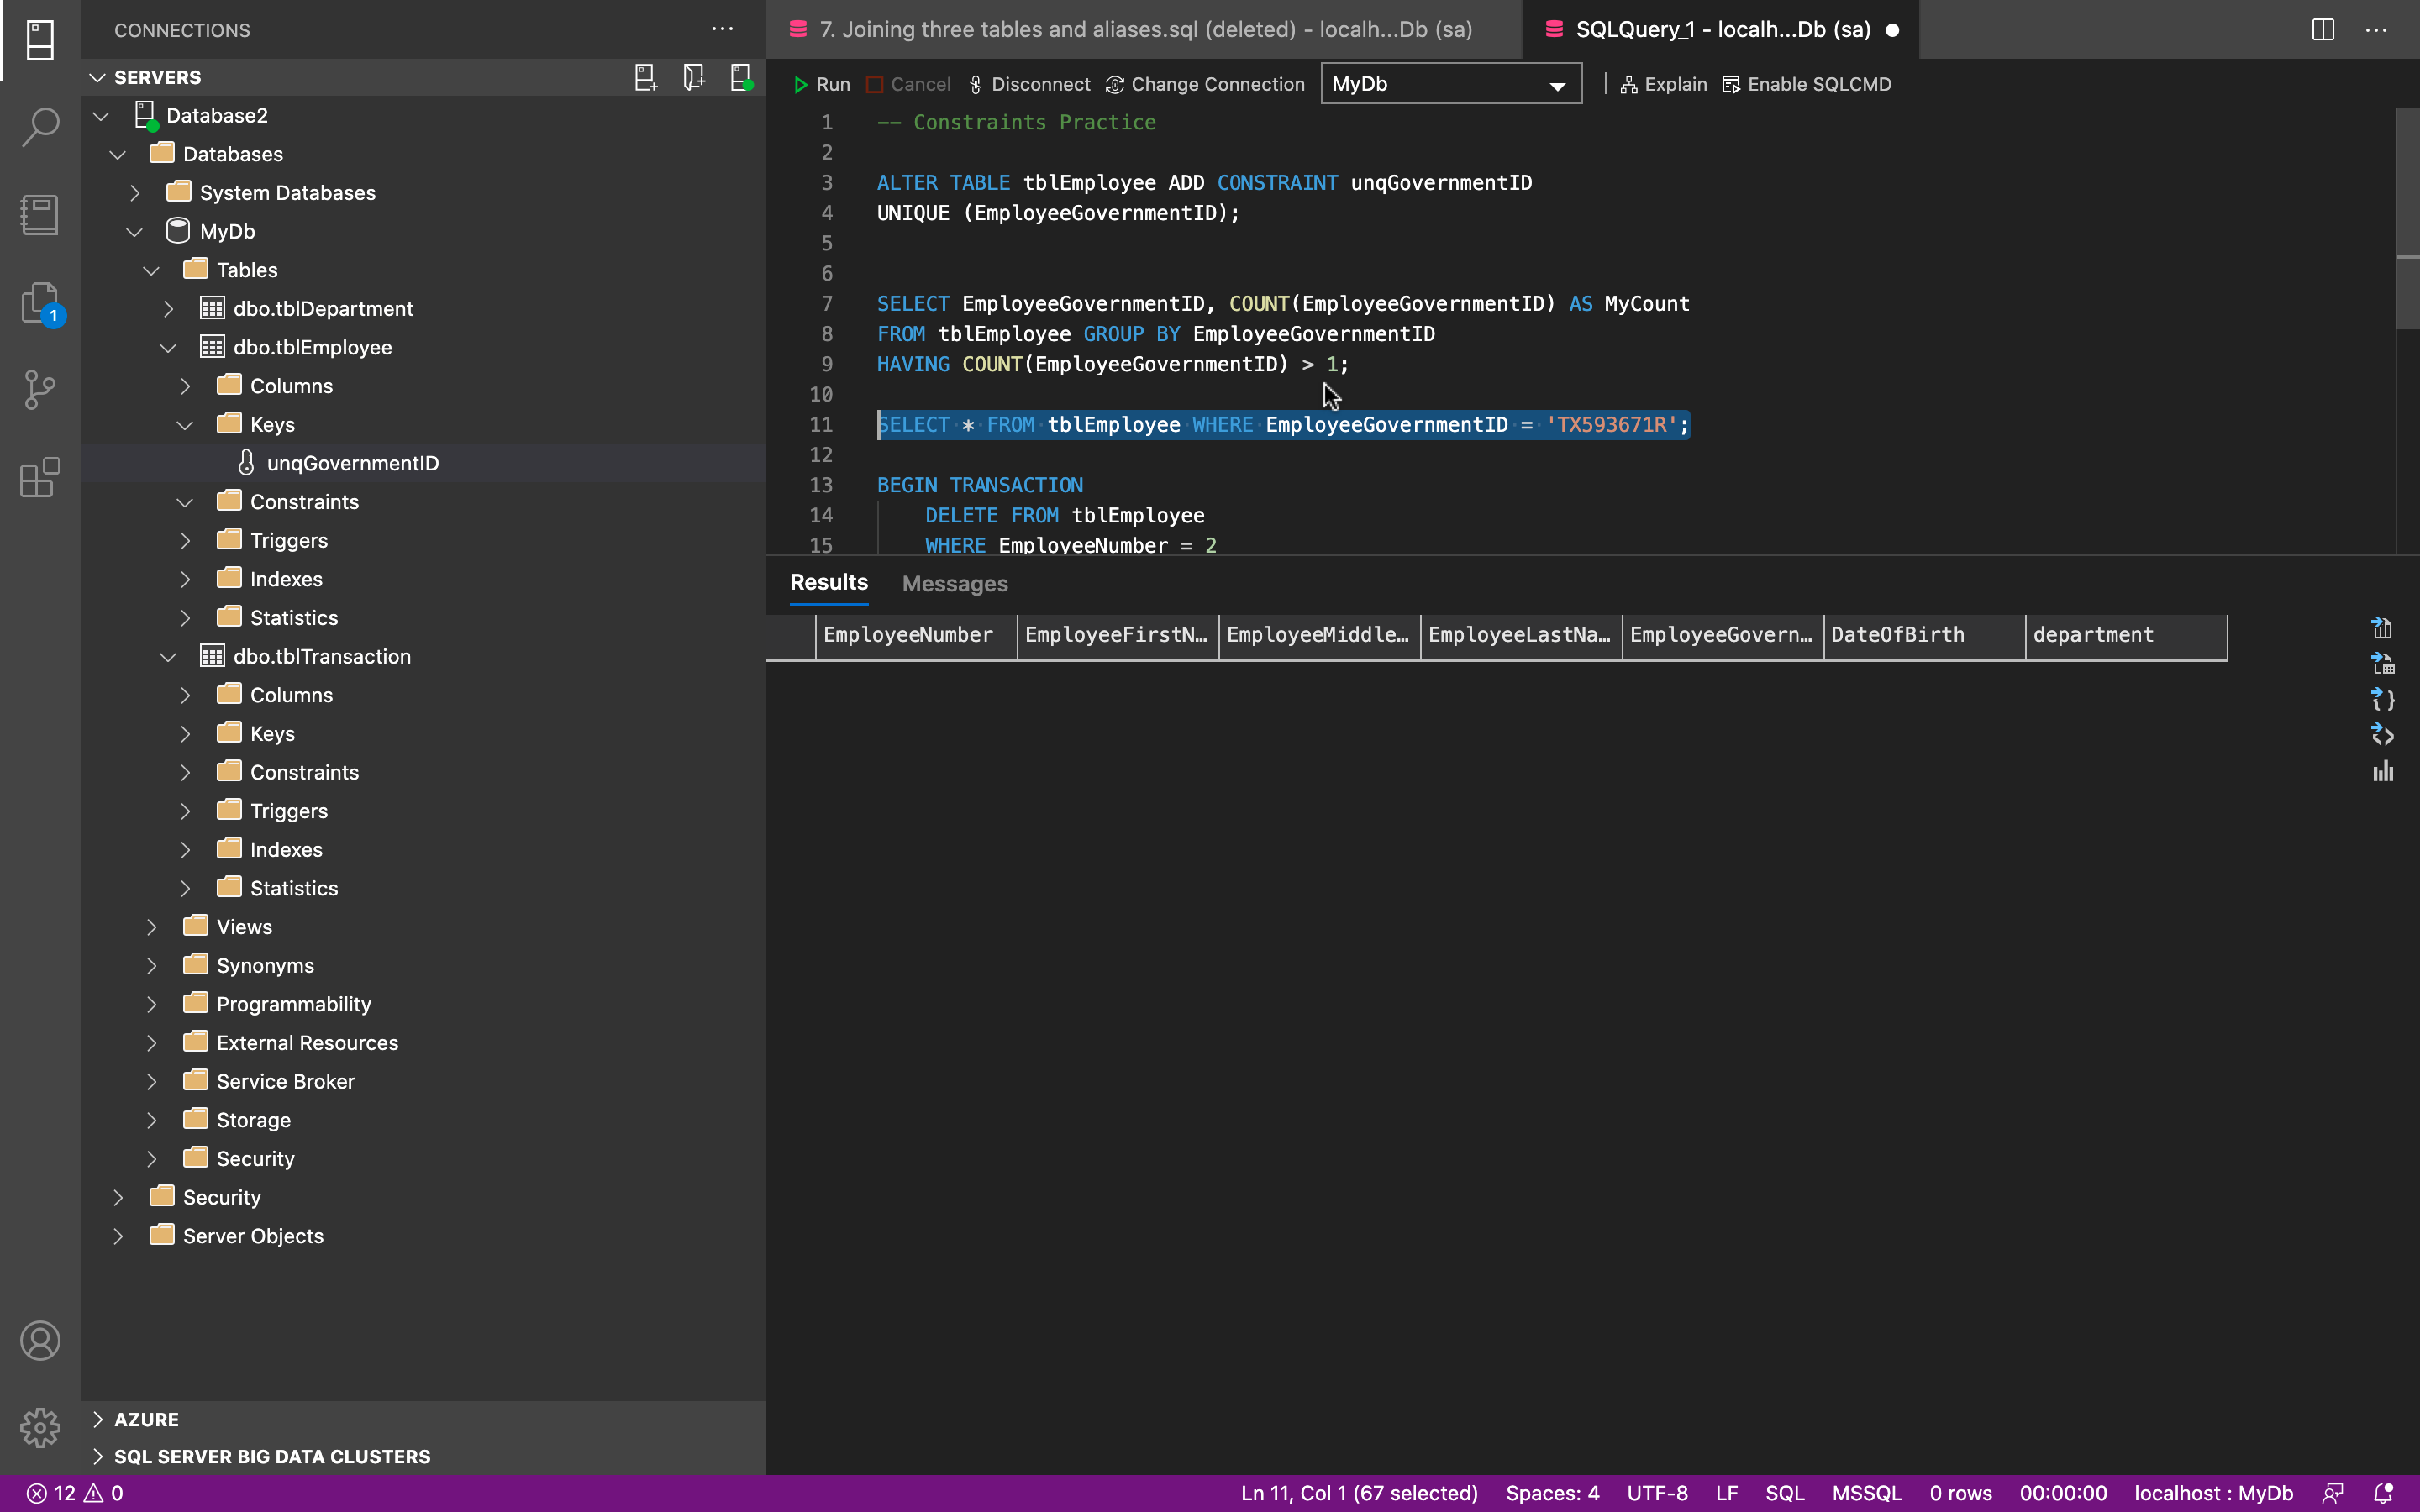 CONNECTIONS
SERVERS
Database2
Databases
System Databases
MyDb
Tables
dbo.tblDepartment
dbo.tblEmployee
Columns
Keys
unqGovernmentID
Constraints
Triggers
Indexes
Statistics
dbo.tblTransaction
Columns
Keys
Constraints
Triggers
Indexes
Statistics
Views
Synonyms
Programmability
External Resources
Service Broker
Storage
Security
Security
Server Objects
AZURE
SQL SERVER BIG DATA CLUSTERS
1
7. Joining three tables and aliases.sql (deleted) - localh...Db (sa)
SQLQuery_1 - localh...Db (sa)
Run Cancel Disconnect Change Connection MyDb Explain Enable SQLCMD
1 -- Constraints Practice
2
3 ALTER TABLE tblEmployee ADD CONSTRAINT unqGovernmentID
4 UNIQUE (EmployeeGovernmentID);
5
6
7 SELECT EmployeeGovernmentID, COUNT(EmployeeGovernmentID) AS MyCount
8 FROM tblEmployee GROUP BY EmployeeGovernmentID
9 HAVING COUNT(EmployeeGovernmentID) > 1;
10
11 SELECT * FROM tblEmployee WHERE EmployeeGovernmentID = 'TX593671R';
12
13 BEGIN TRANSACTION
14 DELETE FROM tblEmployee
15 WHERE EmployeeNumber = 2
Results Messages
EmployeeNumber EmployeeFirstN... EmployeeMiddle... EmployeeLastNa... EmployeeGovern... DateOfBirth department
12 0
Ln 11, Col 1 (67 selected) Spaces: 4 UTF-8 LF SQL MSSQL 0 rows 00:00:00 localhost : MyDb